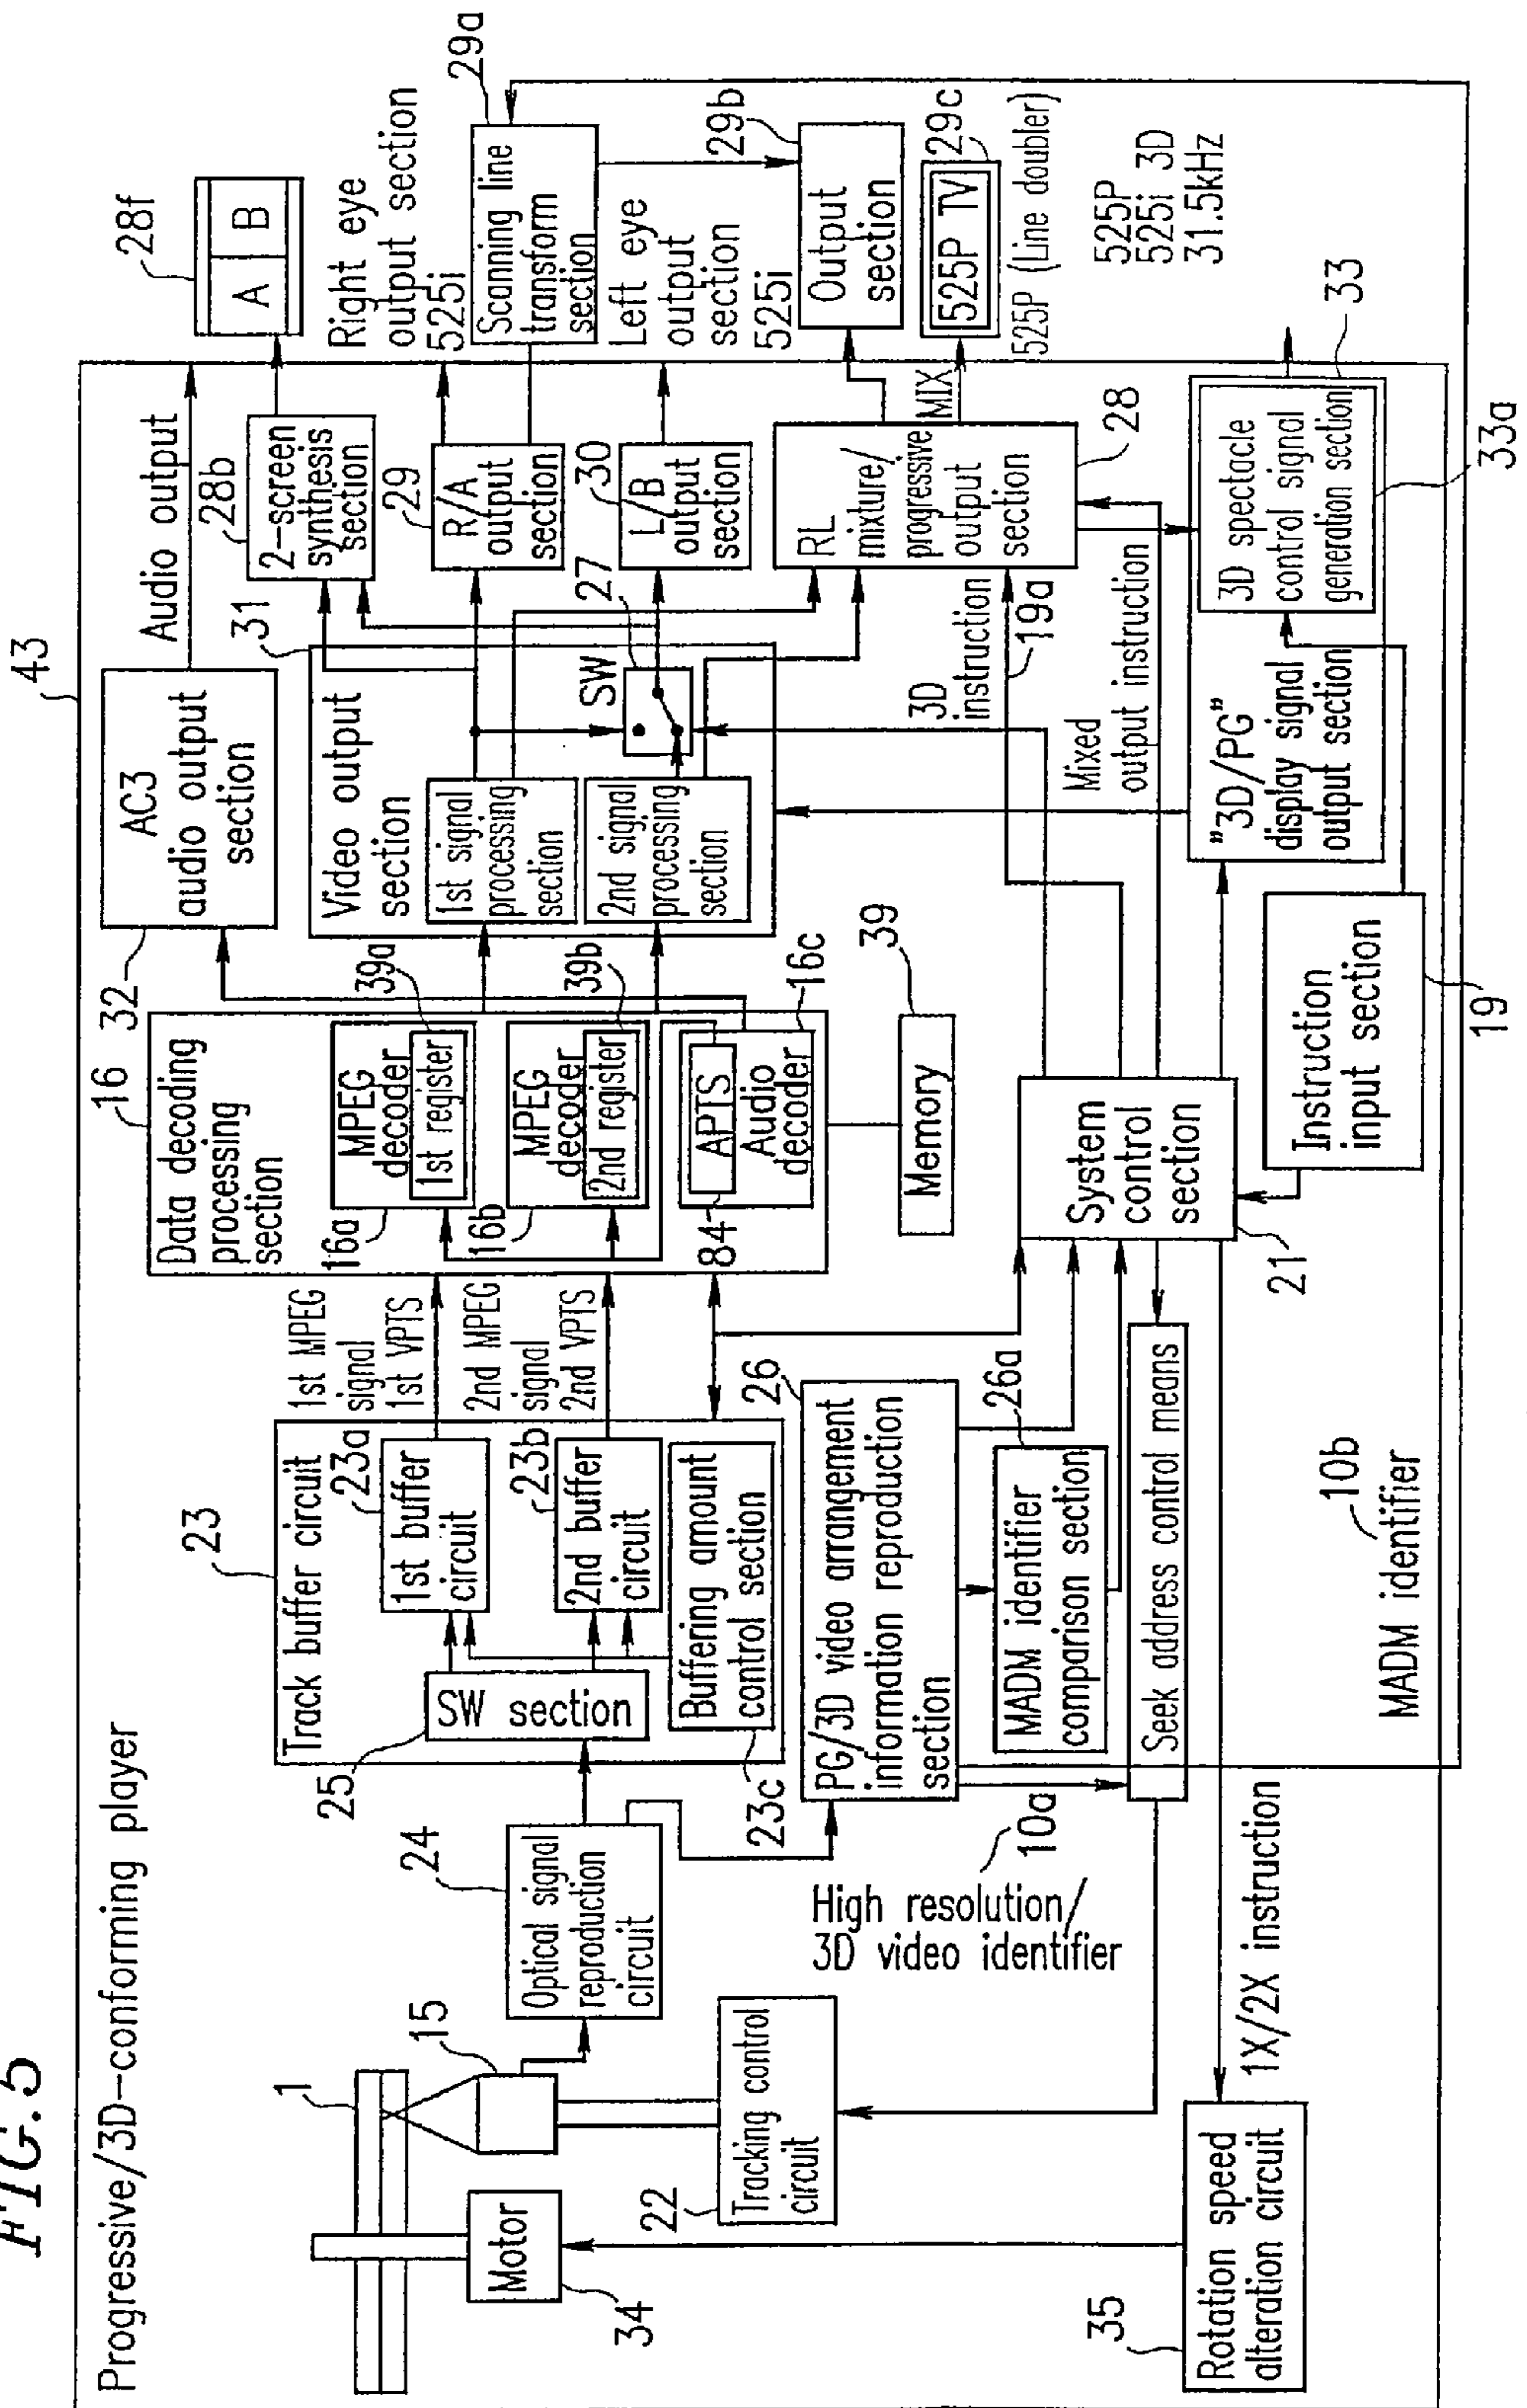 FIG. 5
Progressive/3D-conforming player
43
1
15
Motor
34
22
Tracking control
circuit
35
Rotation speed
alteration circuit
1X/2X instruction
24
Optical signal
reproduction
circuit
High resolution/
3D video identifier
10a
23
Track buffer circuit
25
SW section
23a
1st buffer
circuit
23b
2nd buffer
circuit
Buffering amount
control section
23c
1st MPEG
signal
1st VPTS
2nd MPEG
signal
2nd VPTS
26
PG/3D video arrangement
information reproduction
section
26a
MADM identifier
comparison section
Seek address control means
10b
MADM identifier
16
Data decoding
processing
section
16a
MPEG
decoder
1st register
39a
16b
MPEG
decoder
2nd register
39b
84
APTS
Audio
decoder
16c
Memory
39
System
control
section
21
Instruction
input section
19
32
AC3
audio output
section
Audio output
31
Video output
section
1st signal
processing
section
2nd signal
processing
section
SW
27
28b
2-screen
synthesis
section
28f
A
B
29
R/A
output
section
Right eye
output section
525i
30
L/B
output
section
Left eye
output
section
525i
29a
Scanning line
transform
section
29b
Output
section
3D
instruction
19a
RL
mixture/
progressive
output
section
28
MIX
525P TV
29c
525P (Line doubler)
525P
525i 3D
31.5kHz
Mixed
output instruction
"3D/PG"
display signal
output section
3D spectacle
control signal
generation section
33
33a